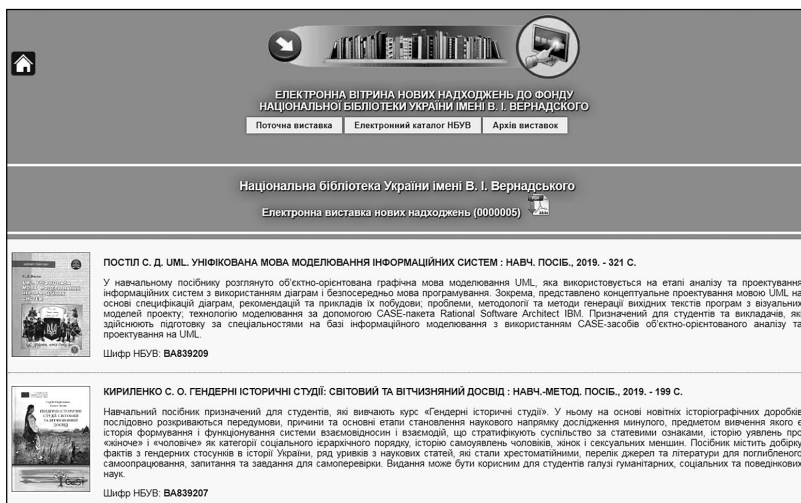 ЕЛЕКТРОННА ВІТРИНА НОВИХ НАДХОДЖЕНЬ ДО ФОНДУ
НАЦІОНАЛЬНОЇ БІБЛІОТЕКИ УКРАЇНИ ІМЕНІ В. І. ВЕРНАДСКОГО
Поточна виставка Електронний каталог НБУВ Архів виставок
Національна бібліотека України імені В. І. Вернадського
Електронна виставка нових надходжень (0000005)
ПОСТІЛ С. Д. UML. УНІФІКОВАНА МОВА МОДЕЛЮВАННЯ ІНФОРМАЦІЙНИХ СИСТЕМ : НАВЧ. ПОСІБ., 2019. - 321 С.
У навчальному посібнику розглянуто об'єктно-орієнтована графічна мова моделювання UML, яка використовується на етапі аналізу та проектування
інформаційних систем з використанням діаграм і безпосередньо мова програмування. Зокрема, представлено концептуальне проектування мовою UML на
основі специфікацій діаграм, рекомендацій та прикладів їх побудови; проблеми, методології та методи генерації вихідних текстів програм з візуальних
моделей проекту; технологію моделювання за допомогою CASE-пакета Rational Software Architect IBM. Призначений для студентів та викладачів, які
здійснюють підготовку за спеціальностями на базі інформаційного моделювання з використанням CASE-засобів об'єктно-орієнтованого аналізу та
проектування на UML.
Шифр НБУВ: ВА839209
КИРИЛЕНКО С. О. ГЕНДЕРНІ ІСТОРИЧНІ СТУДІЇ: СВІТОВИЙ ТА ВІТЧИЗНЯНИЙ ДОСВІД : НАВЧ.-МЕТОД. ПОСІБ., 2019. - 199 С.
Навчальний посібник призначений для студентів, які вивчають курс «Гендерні історичні студії». У ньому на основі новітніх історіографічних доробків
послідовно розкриваються передумови, причини та основні етапи становлення наукового напрямку дослідження минулого, предметом вивчення якого є
історія формування і функціонування системи взаємовідносин і взаємодій, що стратифікують суспільство за статевими ознаками, історію уявлень про
«жіноче» і «чоловіче» як категорії соціального ієрархічного порядку, історію самоуявлень чоловіків, жінок і сексуальних меншин. Посібник містить добірку
фактів з гендерних стосунків в історії України, ряд уривків з наукових статей, які стали хрестоматійними, перелік джерел та літератури для поглибленого
самоопрацювання, запитання та завдання для самоперевірки. Видання може бути корисним для студентів галузі гуманітарних, соціальних та поведінкових
наук.
Шифр НБУВ: ВА839207